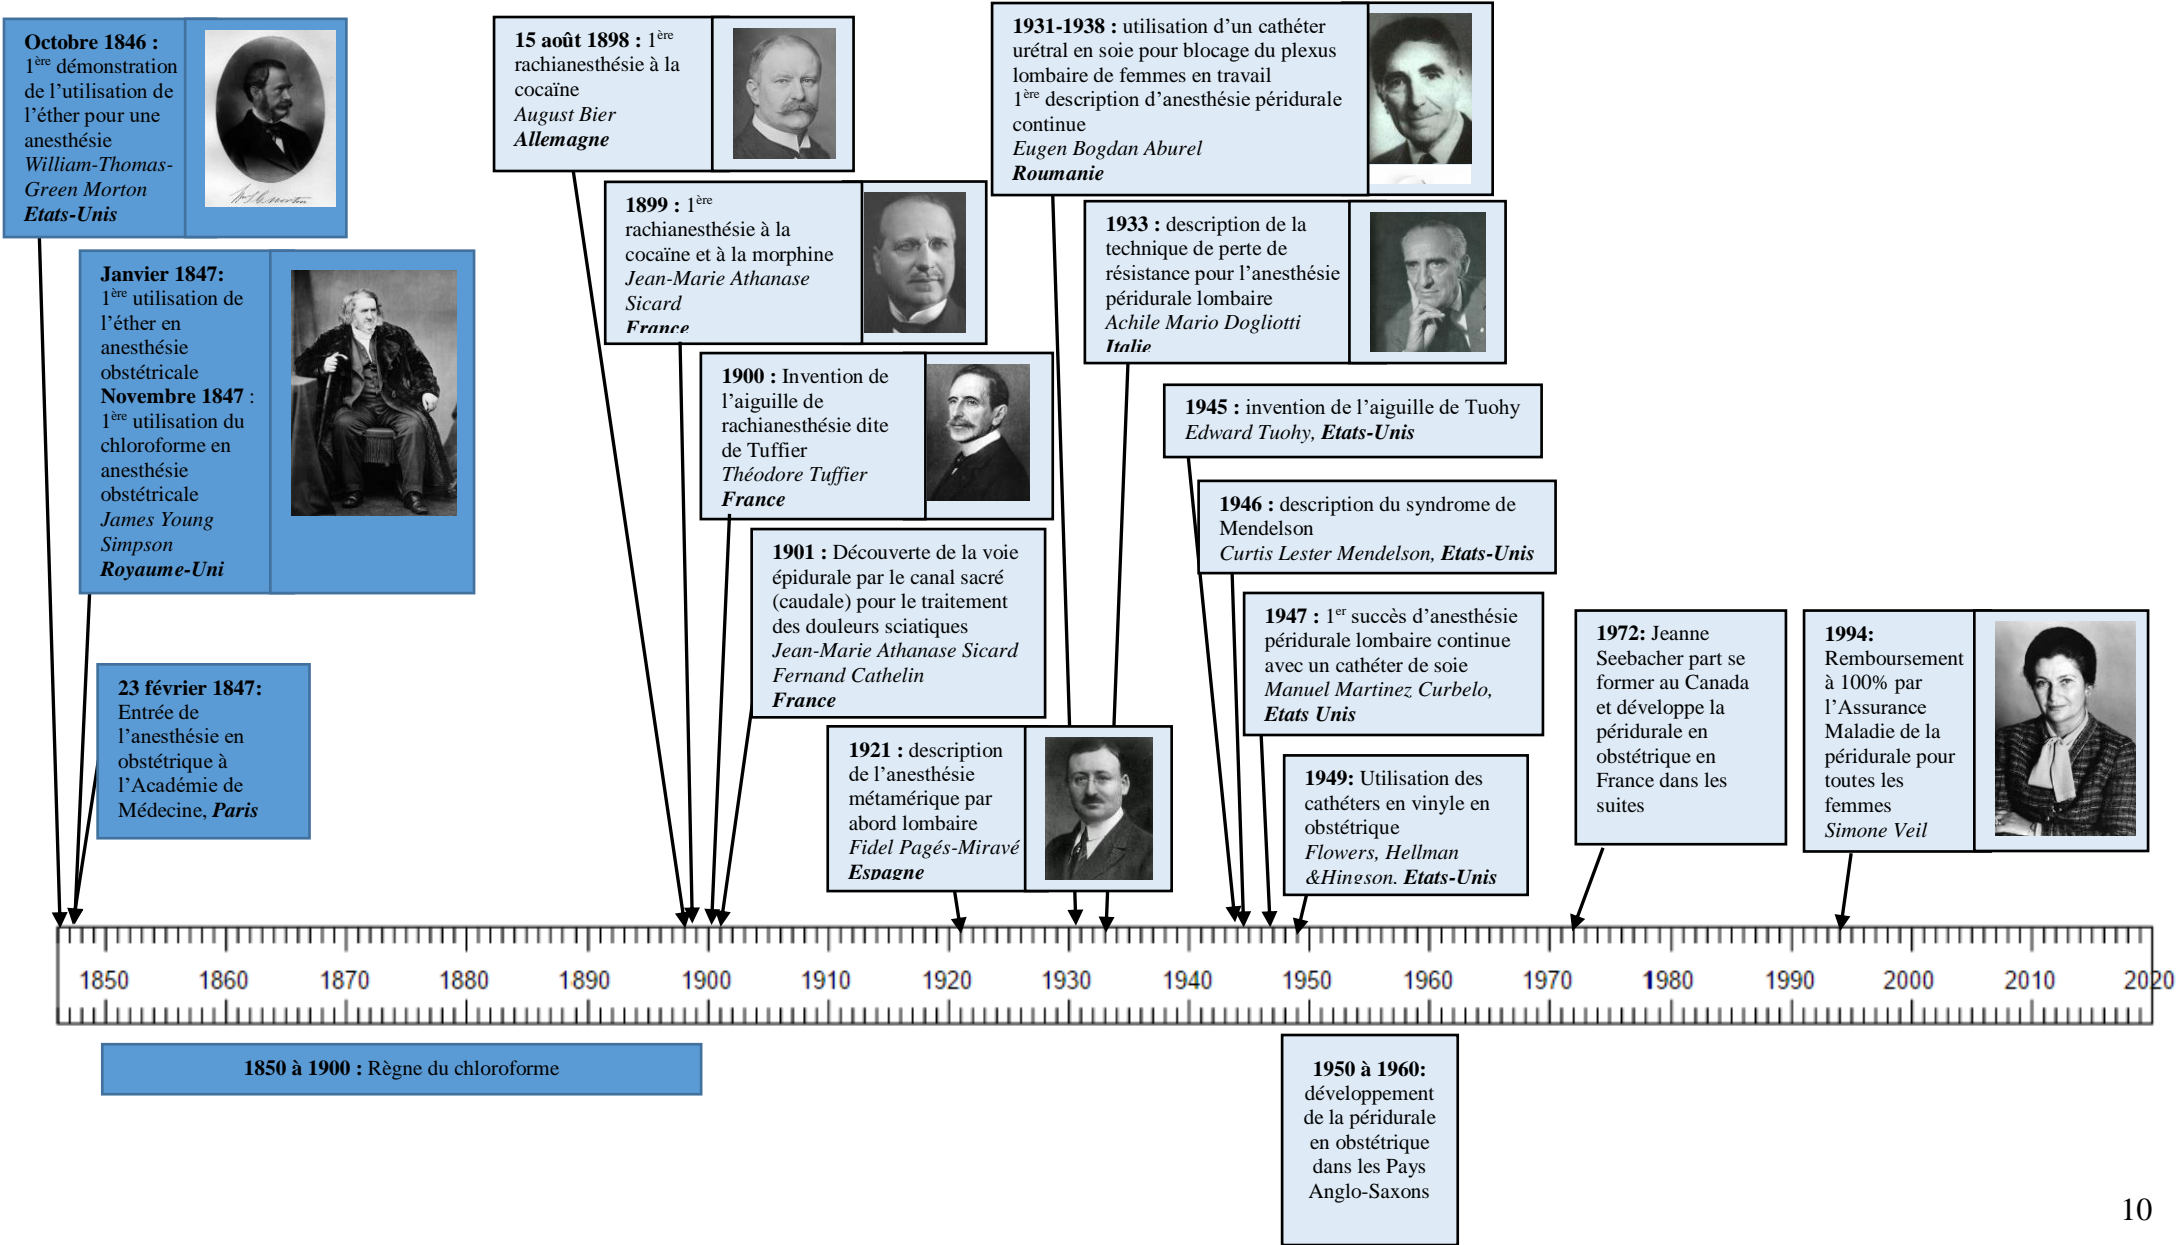 Octobre 1846 :
1ère démonstration
de l’utilisation de
l’éther pour une
anesthésie
William-Thomas-
Green Morton
Etats-Unis
Janvier 1847:
1ère utilisation de
l’éther en
anesthésie
obstétricale
Novembre 1847 :
1ère utilisation du
chloroforme en
anesthésie
obstétricale
James Young
Simpson
Royaume-Uni
23 février 1847:
Entrée de
l’anesthésie en
obstétrique à
l’Académie de
Médecine, Paris
15 août 1898 : 1ère
rachianesthésie à la
cocaïne
August Bier
Allemagne
1899 : 1ère
rachianesthésie à la
cocaïne et à la morphine
Jean-Marie Athanase
Sicard
France
1900 : Invention de
l’aiguille de
rachianesthésie dite
de Tuffier
Théodore Tuffier
France
1901 : Découverte de la voie
épidurale par le canal sacré
(caudale) pour le traitement
des douleurs sciatiques
Jean-Marie Athanase Sicard
Fernand Cathelin
France
1921 : description
de l’anesthésie
métamérique par
abord lombaire
Fidel Pagés-Miravé
Espagne
1931-1938 : utilisation d’un cathéter
urétral en soie pour blocage du plexus
lombaire de femmes en travail
1ère description d’anesthésie péridurale
continue
Eugen Bogdan Aburel
Roumanie
1933 : description de la
technique de perte de
résistance pour l’anesthésie
péridurale lombaire
Achile Mario Dogliotti
Italie
1945 : invention de l’aiguille de Tuohy
Edward Tuohy, Etats-Unis
1946 : description du syndrome de
Mendelson
Curtis Lester Mendelson, Etats-Unis
1947 : 1er succès d’anesthésie
péridurale lombaire continue
avec un cathéter de soie
Manuel Martinez Curbelo,
Etats Unis
1949: Utilisation des
cathéters en vinyle en
obstétrique
Flowers, Hellman
&Hingson, Etats-Unis
1972: Jeanne
Seebacher part se
former au Canada
et développe la
péridurale en
obstétrique en
France dans les
suites
1994:
Remboursement
à 100% par
l’Assurance
Maladie de la
péridurale pour
toutes les
femmes
Simone Veil
1850 1860 1870 1880 1890 1900 1910 1920 1930 1940 1950 1960 1970 1980 1990 2000 2010 2020
1850 à 1900 : Règne du chloroforme
1950 à 1960:
développement
de la péridurale
en obstétrique
dans les Pays
Anglo-Saxons
10